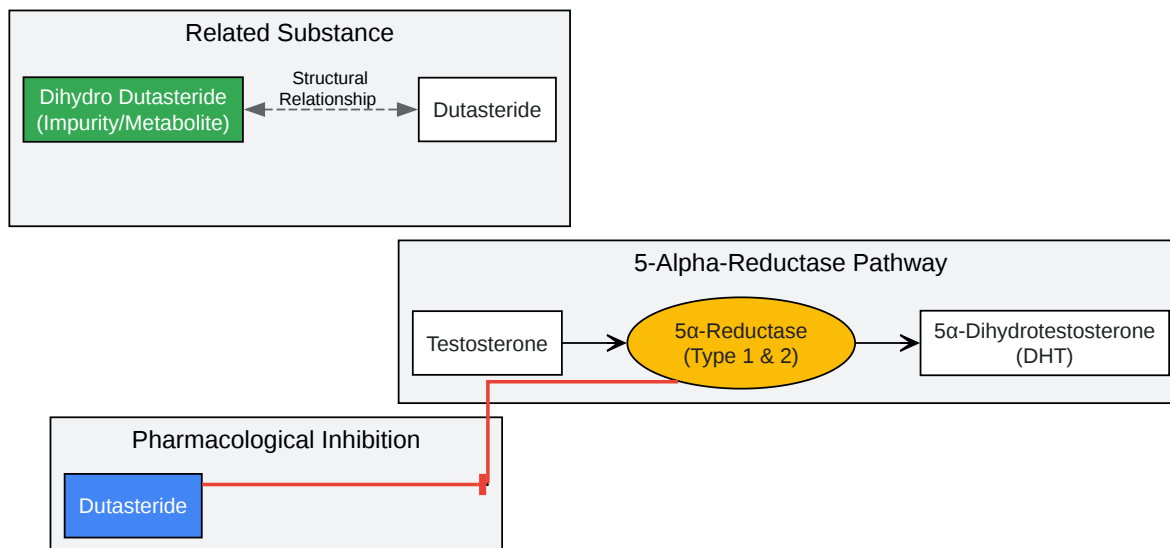 Related Substance
Dihydro Dutasteride
(Impurity/Metabolite)
Structural
Relationship
Dutasteride
5-Alpha-Reductase Pathway
Testosterone
5α-Reductase
(Type 1 & 2)
5α-Dihydrotestosterone
(DHT)
Pharmacological Inhibition
Dutasteride